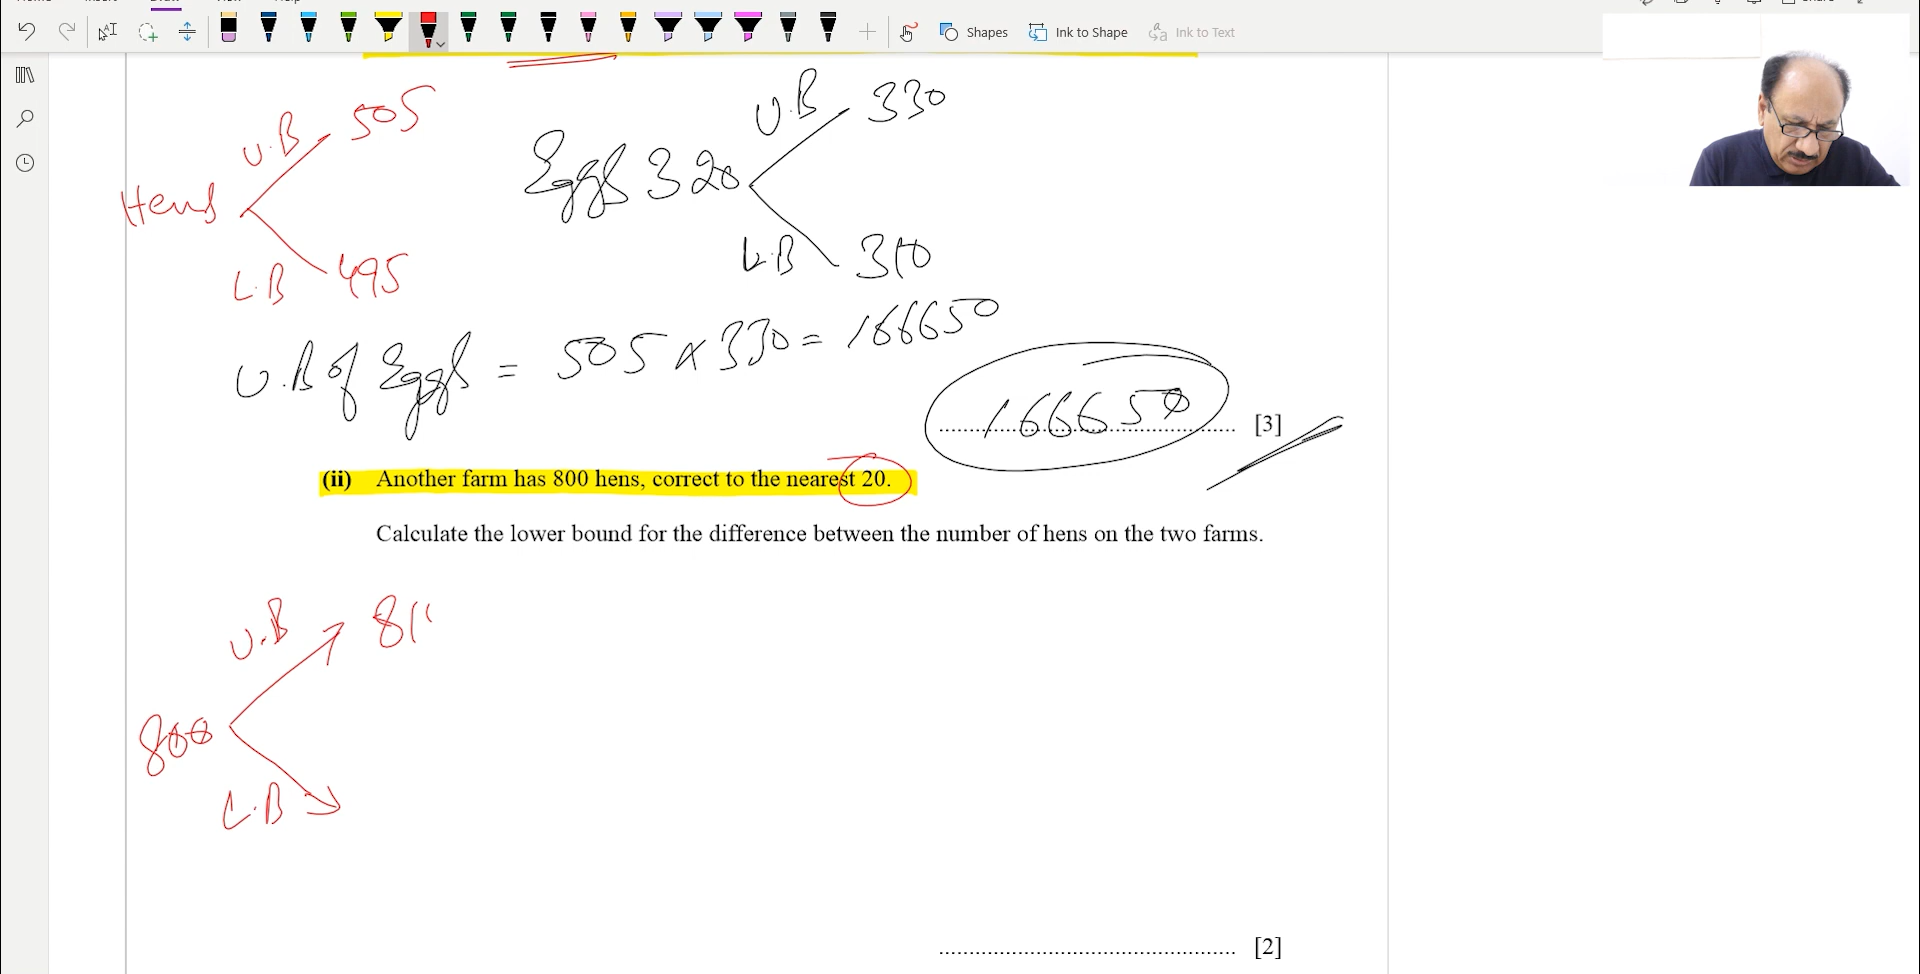 Shapes
Ink to Shape
Ink to Text
Hens
U.B 505
L.B 495
Eggs 320
U.B 330
L.B 310
U.B of Eggs = 505 x 330 = 166650
166650 [3]
(ii) Another farm has 800 hens, correct to the nearest 20.
Calculate the lower bound for the difference between the number of hens on the two farms.
U.B 81
800
L.B
[2]